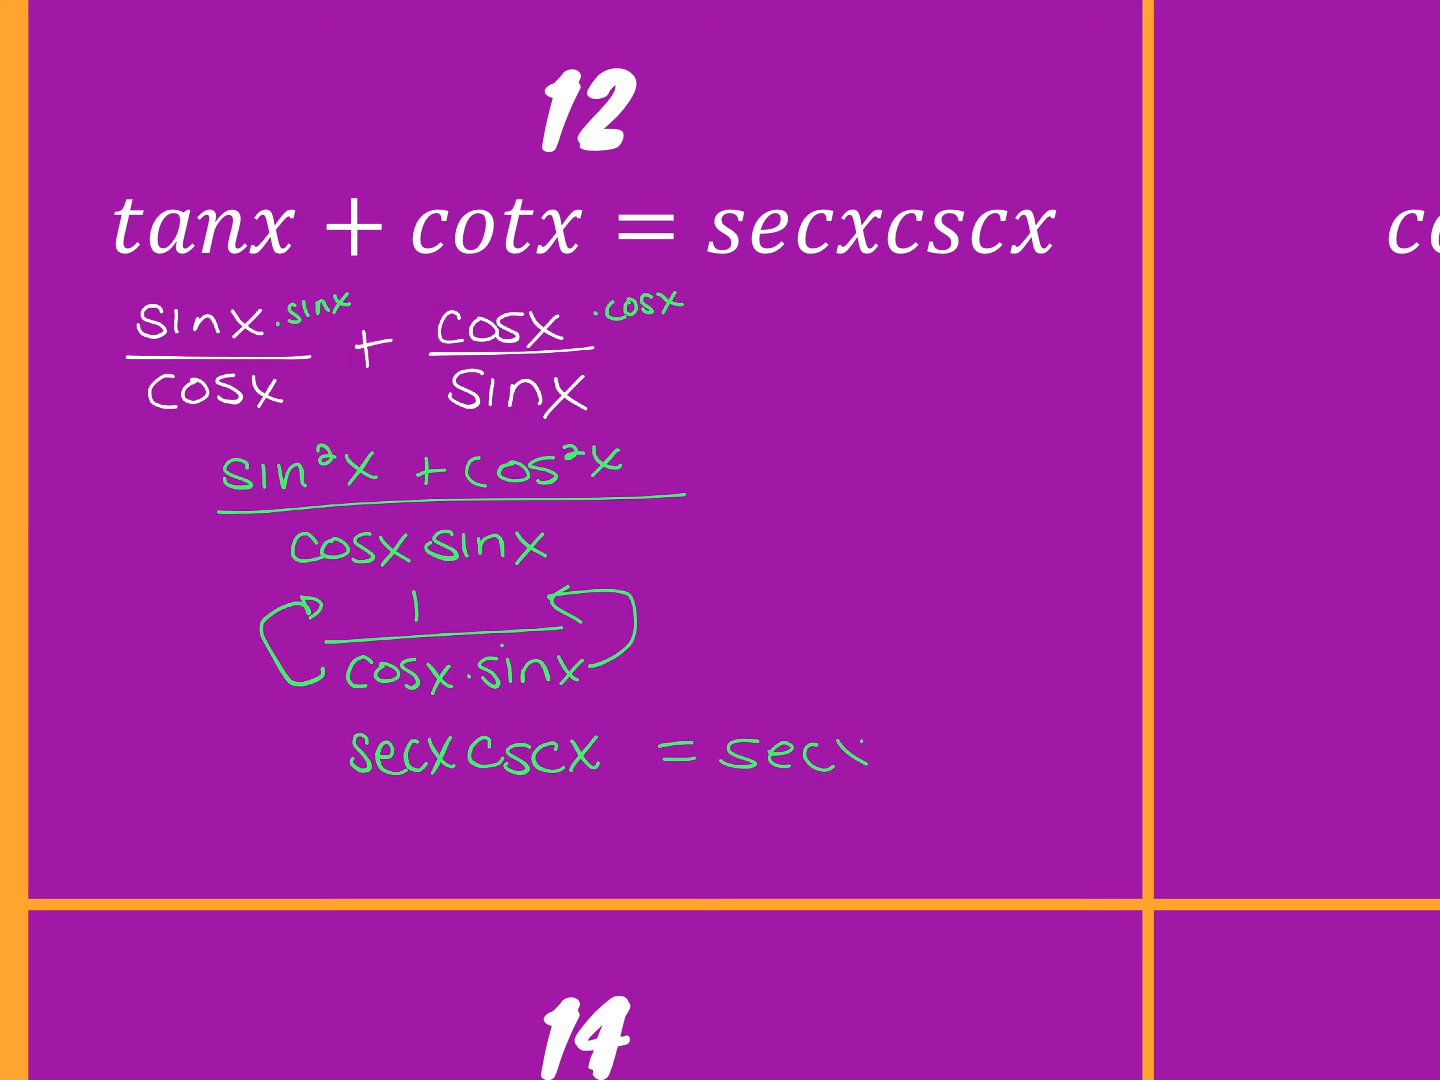 12
tanx + cotx = secxcscx
sinx · sinx + cosx · cosx
cosx sinx
sin²x + cos²x
cosx sinx
1
cosx · sinx
secx cscx = sec
14